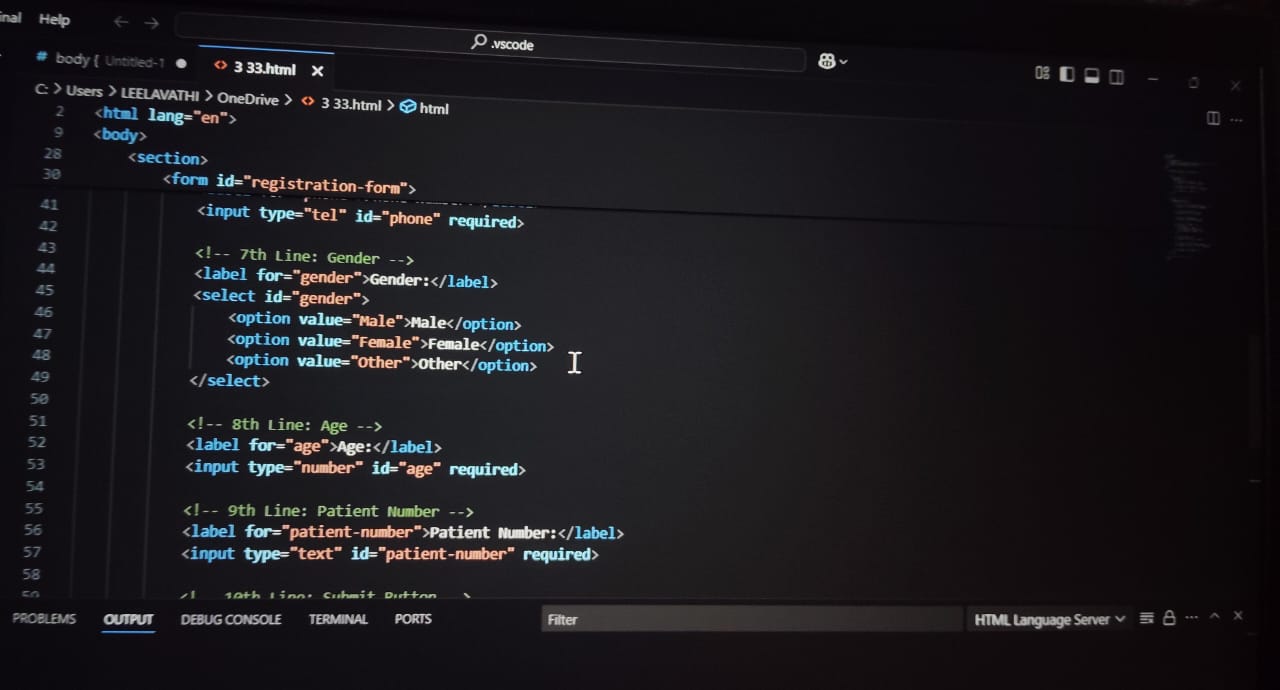 Help
.vscode
# body { Untitled-1
<> 3 33.html
C: > Users > LEELAVATHI > OneDrive > <> 3 33.html > html
2 <html lang="en">
9 <body>
28 <section>
30 <form id="registration-form">
41
42 <input type="tel" id="phone" required>
43
44 <!-- 7th Line: Gender -->
45 <label for="gender">Gender:</label>
46 <select id="gender">
47 <option value="Male">Male</option>
48 <option value="Female">Female</option>
49 <option value="Other">Other</option>
50 </select>
51
52 <!-- 8th Line: Age -->
53 <label for="age">Age:</label>
54 <input type="number" id="age" required>
55
56 <!-- 9th Line: Patient Number -->
57 <label for="patient-number">Patient Number:</label>
58 <input type="text" id="patient-number" required>
10th Line: Submit Button
PROBLEMS OUTPUT DEBUG CONSOLE TERMINAL PORTS Filter HTML Language Server